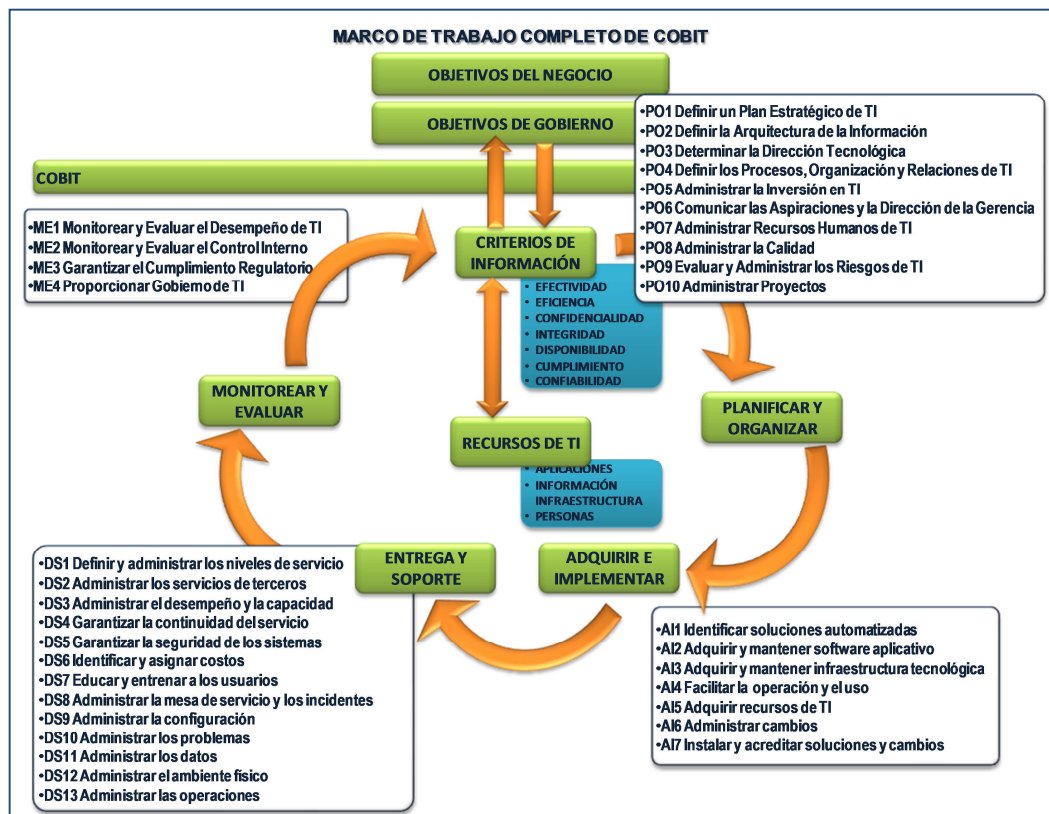 MARCO DE TRABAJO COMPLETO DE COBIT
OBJETIVOS DEL NEGOCIO
OBJETIVOS DE GOBIERNO
COBIT
•PO1 Definir un Plan Estratégico de TI
•PO2 Definir la Arquitectura de la Información
•PO3 Determinar la Dirección Tecnológica
•PO4 Definir los Procesos, Organización y Relaciones de TI
•PO5 Administrar la Inversión en TI
•PO6 Comunicar las Aspiraciones y la Dirección de la Gerencia
•PO7 Administrar Recursos Humanos de TI
•PO8 Administrar la Calidad
•PO9 Evaluar y Administrar los Riesgos de TI
•PO10 Administrar Proyectos
•ME1 Monitorear y Evaluar el Desempeño de TI
•ME2 Monitorear y Evaluar el Control Interno
•ME3 Garantizar el Cumplimiento Regulatorio
•ME4 Proporcionar Gobierno de TI
CRITERIOS DE
INFORMACIÓN
• EFECTIVIDAD
• EFICIENCIA
• CONFIDENCIALIDAD
• INTEGRIDAD
• DISPONIBILIDAD
• CUMPLIMIENTO
• CONFIABILIDAD
MONITOREAR Y
EVALUAR
PLANIFICAR Y
ORGANIZAR
RECURSOS DE TI
• APLICACIONES
• INFORMACIÓN
INFRAESTRUCTURA
• PERSONAS
ENTREGA Y
SOPORTE
ADQUIRIR E
IMPLEMENTAR
•DS1 Definir y administrar los niveles de servicio
•DS2 Administrar los servicios de terceros
•DS3 Administrar el desempeño y la capacidad
•DS4 Garantizar la continuidad del servicio
•DS5 Garantizar la seguridad de los sistemas
•DS6 Identificar y asignar costos
•DS7 Educar y entrenar a los usuarios
•DS8 Administrar la mesa de servicio y los incidentes
•DS9 Administrar la configuración
•DS10 Administrar los problemas
•DS11 Administrar los datos
•DS12 Administrar el ambiente físico
•DS13 Administrar las operaciones
•AI1 Identificar soluciones automatizadas
•AI2 Adquirir y mantener software aplicativo
•AI3 Adquirir y mantener infraestructura tecnológica
•AI4 Facilitar la operación y el uso
•AI5 Adquirir recursos de TI
•AI6 Administrar cambios
•AI7 Instalar y acreditar soluciones y cambios